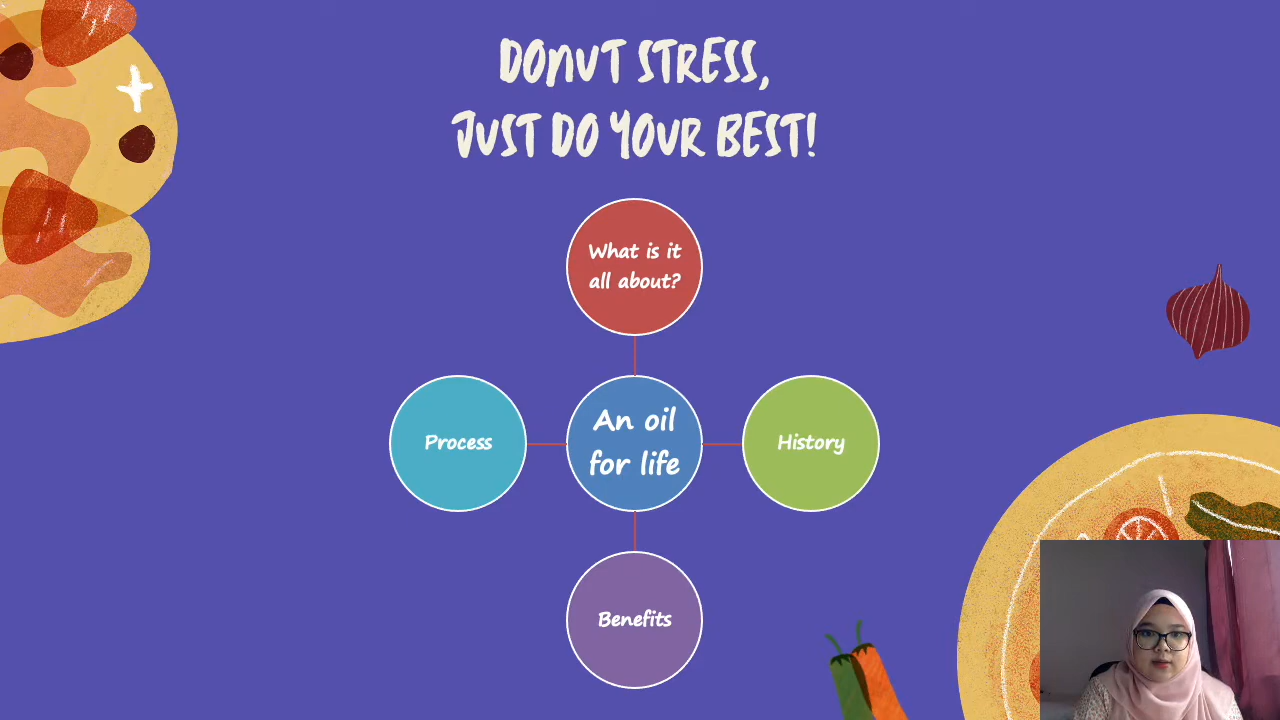 DONUT STRESS,
JUST DO YOUR BEST!
What is it
all about?
Process
An oil
for life
History
Benefits